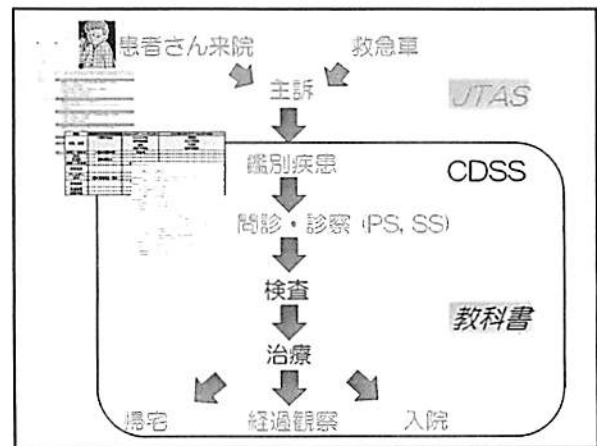 患者さん来院 救急車
主訴
JTAS
鑑別疾患
CDSS
問診・診察 (PS, SS)
検査
教科書
治療
帰宅 経過観察 入院